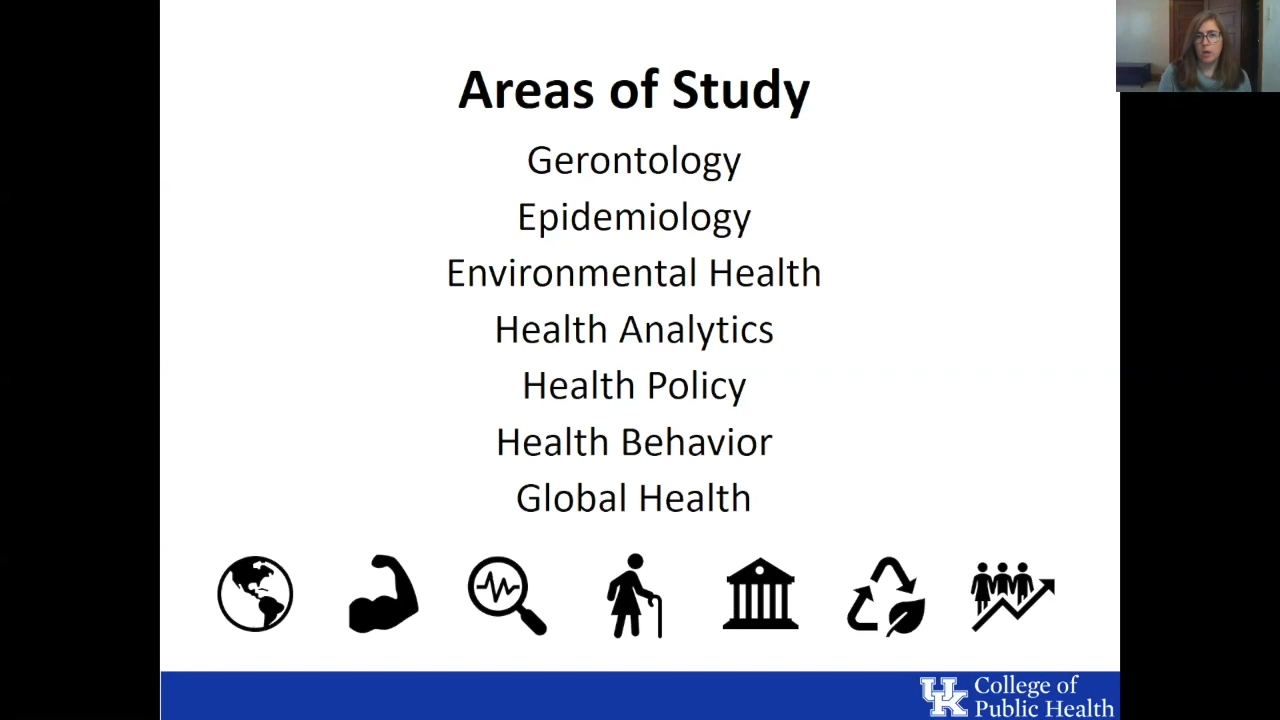 Areas of Study
Gerontology
Epidemiology
Environmental Health
Health Analytics
Health Policy
Health Behavior
Global Health
UK College of
Public Health